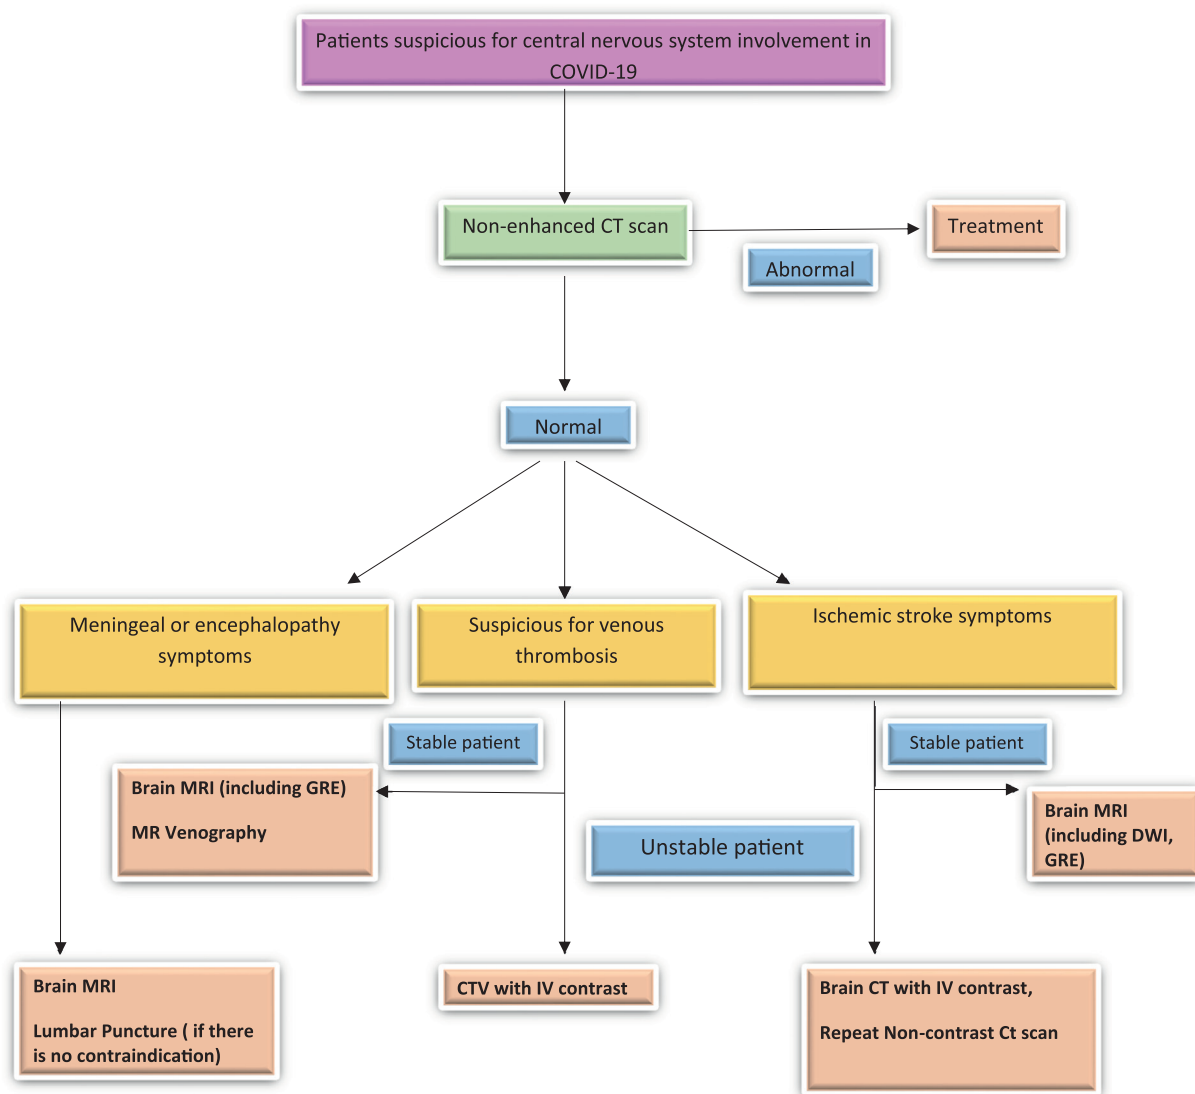 Patients suspicious for central nervous system involvement in
COVID-19
Non-enhanced CT scan
Treatment
Abnormal
Normal
Meningeal or encephalopathy
symptoms
Suspicious for venous
thrombosis
Ischemic stroke symptoms
Stable patient
Stable patient
Brain MRI (including GRE)
MR Venography
Unstable patient
Brain MRI
(including DWI,
GRE)
Brain MRI
Lumbar Puncture ( if there
is no contraindication)
CTV with IV contrast
Brain CT with IV contrast,
Repeat Non-contrast Ct scan